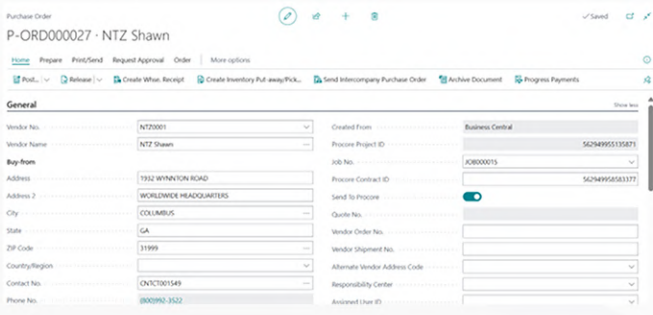 Purchase Order
Saved
P-ORD000027 · NTZ Shawn
Home Prepare Print/Send Request Approval Order More options
Post... Release Create Whse. Receipt Create Inventory Put-away/Pick... Send Intercompany Purchase Order Archive Document Progress Payments
General
Show less
Vendor No. NTZ0001
Vendor Name NTZ Shawn
Buy-from
Address 1932 WYNNTON ROAD
Address 2 WORLDWIDE HEADQUARTERS
City COLUMBUS
State GA
ZIP Code 31999
Country/Region
Contact No. CNTCT001549
Phone No. (800)992-3522
Created From Business Central
Procore Project ID 562949955135871
Job No. JOB000015
Procore Contract ID 562949958583377
Send To Procore
Quote No.
Vendor Order No.
Vendor Shipment No.
Alternate Vendor Address Code
Responsibility Center
Assigned User ID